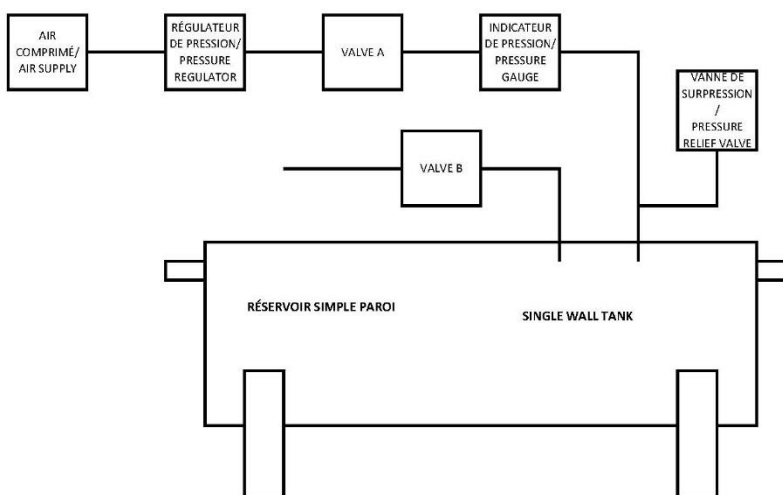 AIR
COMPRIMÉ/
AIR SUPPLY
RÉGULATEUR
DE PRESSION/
PRESSURE
REGULATOR
VALVE A
INDICATEUR
DE PRESSION/
PRESSURE
GAUGE
VANNE DE
SURPRESSION
/
PRESSURE
RELIEF VALVE
VALVE B
RÉSERVOIR SIMPLE PAROI
SINGLE WALL TANK